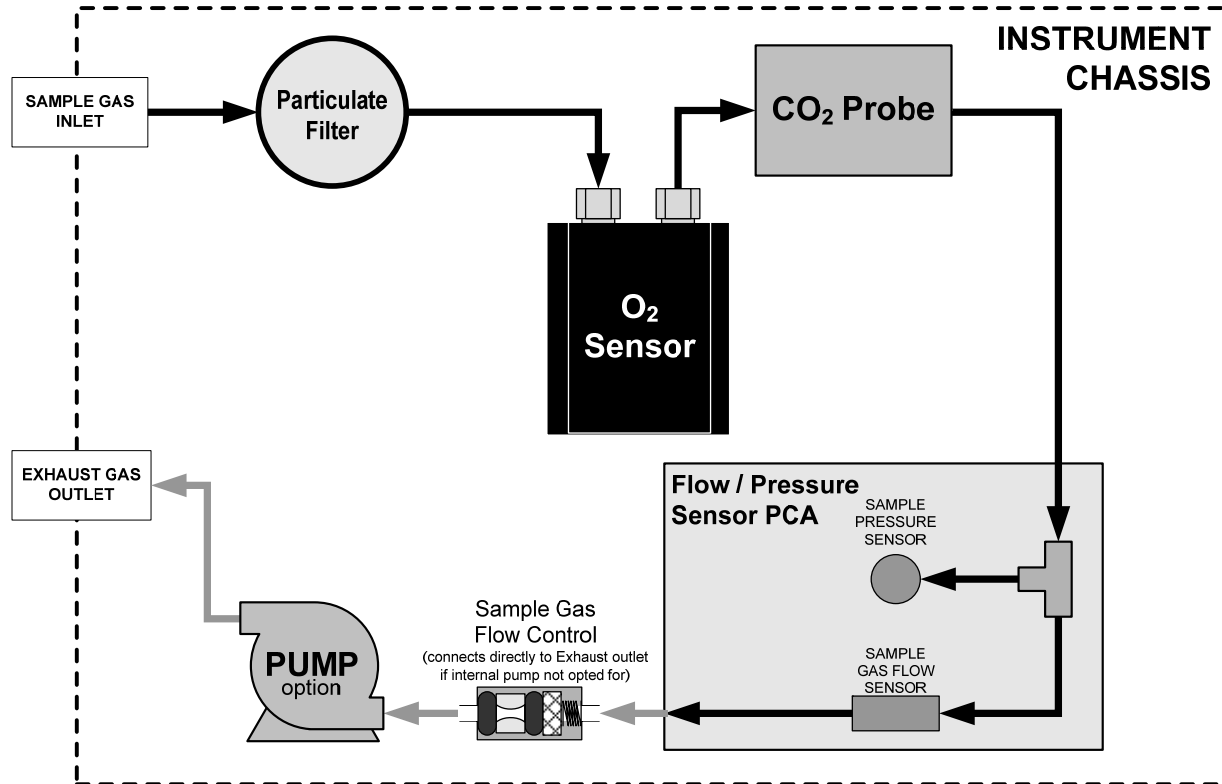 INSTRUMENT
CHASSIS
SAMPLE GAS
INLET
Particulate
Filter
CO₂ Probe
O₂
Sensor
EXHAUST GAS
OUTLET
Flow / Pressure
Sensor PCA
SAMPLE
PRESSURE
SENSOR
Sample Gas
Flow Control
(connects directly to Exhaust outlet
if internal pump not opted for)
PUMP
option
SAMPLE
GAS FLOW
SENSOR